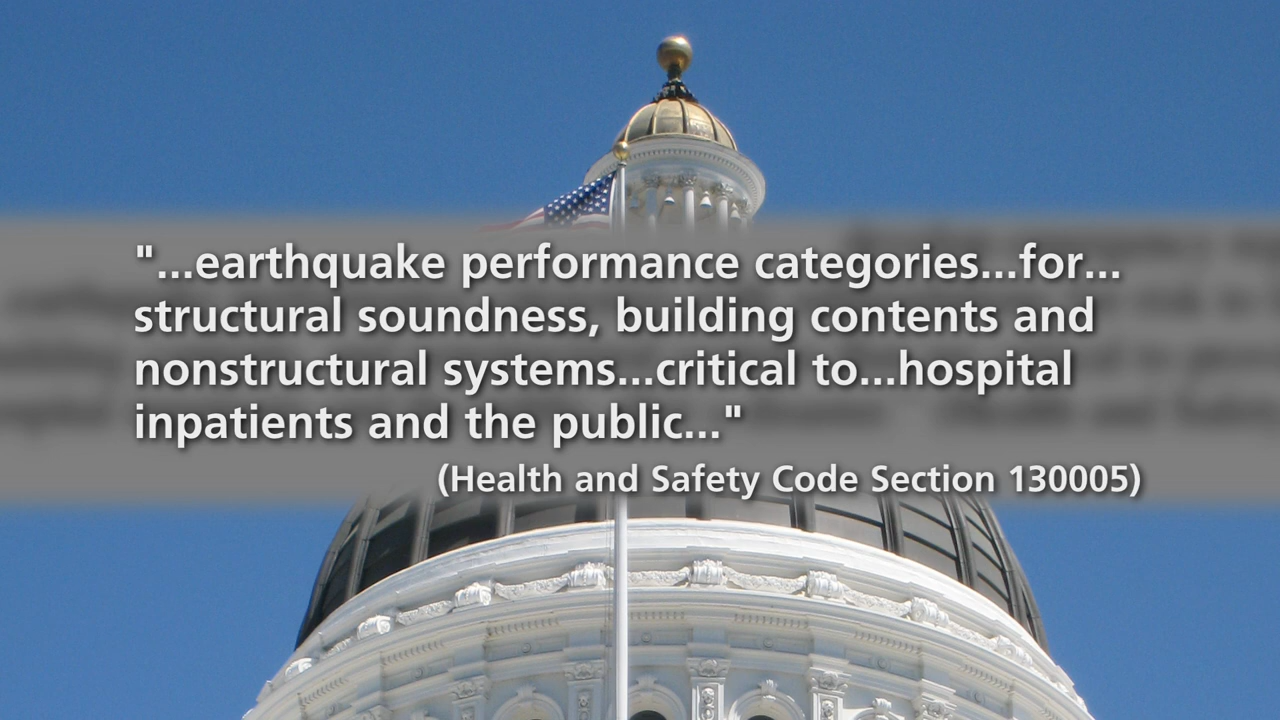 "...earthquake performance categories...for...
structural soundness, building contents and
nonstructural systems...critical to...hospital
inpatients and the public..."
(Health and Safety Code Section 130005)